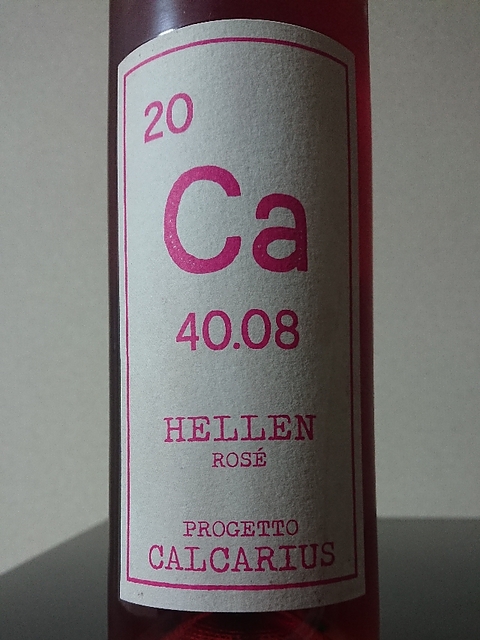 20
Ca
40.08
HELLEN
ROSÉ
PROGETTO
CALCARIUS